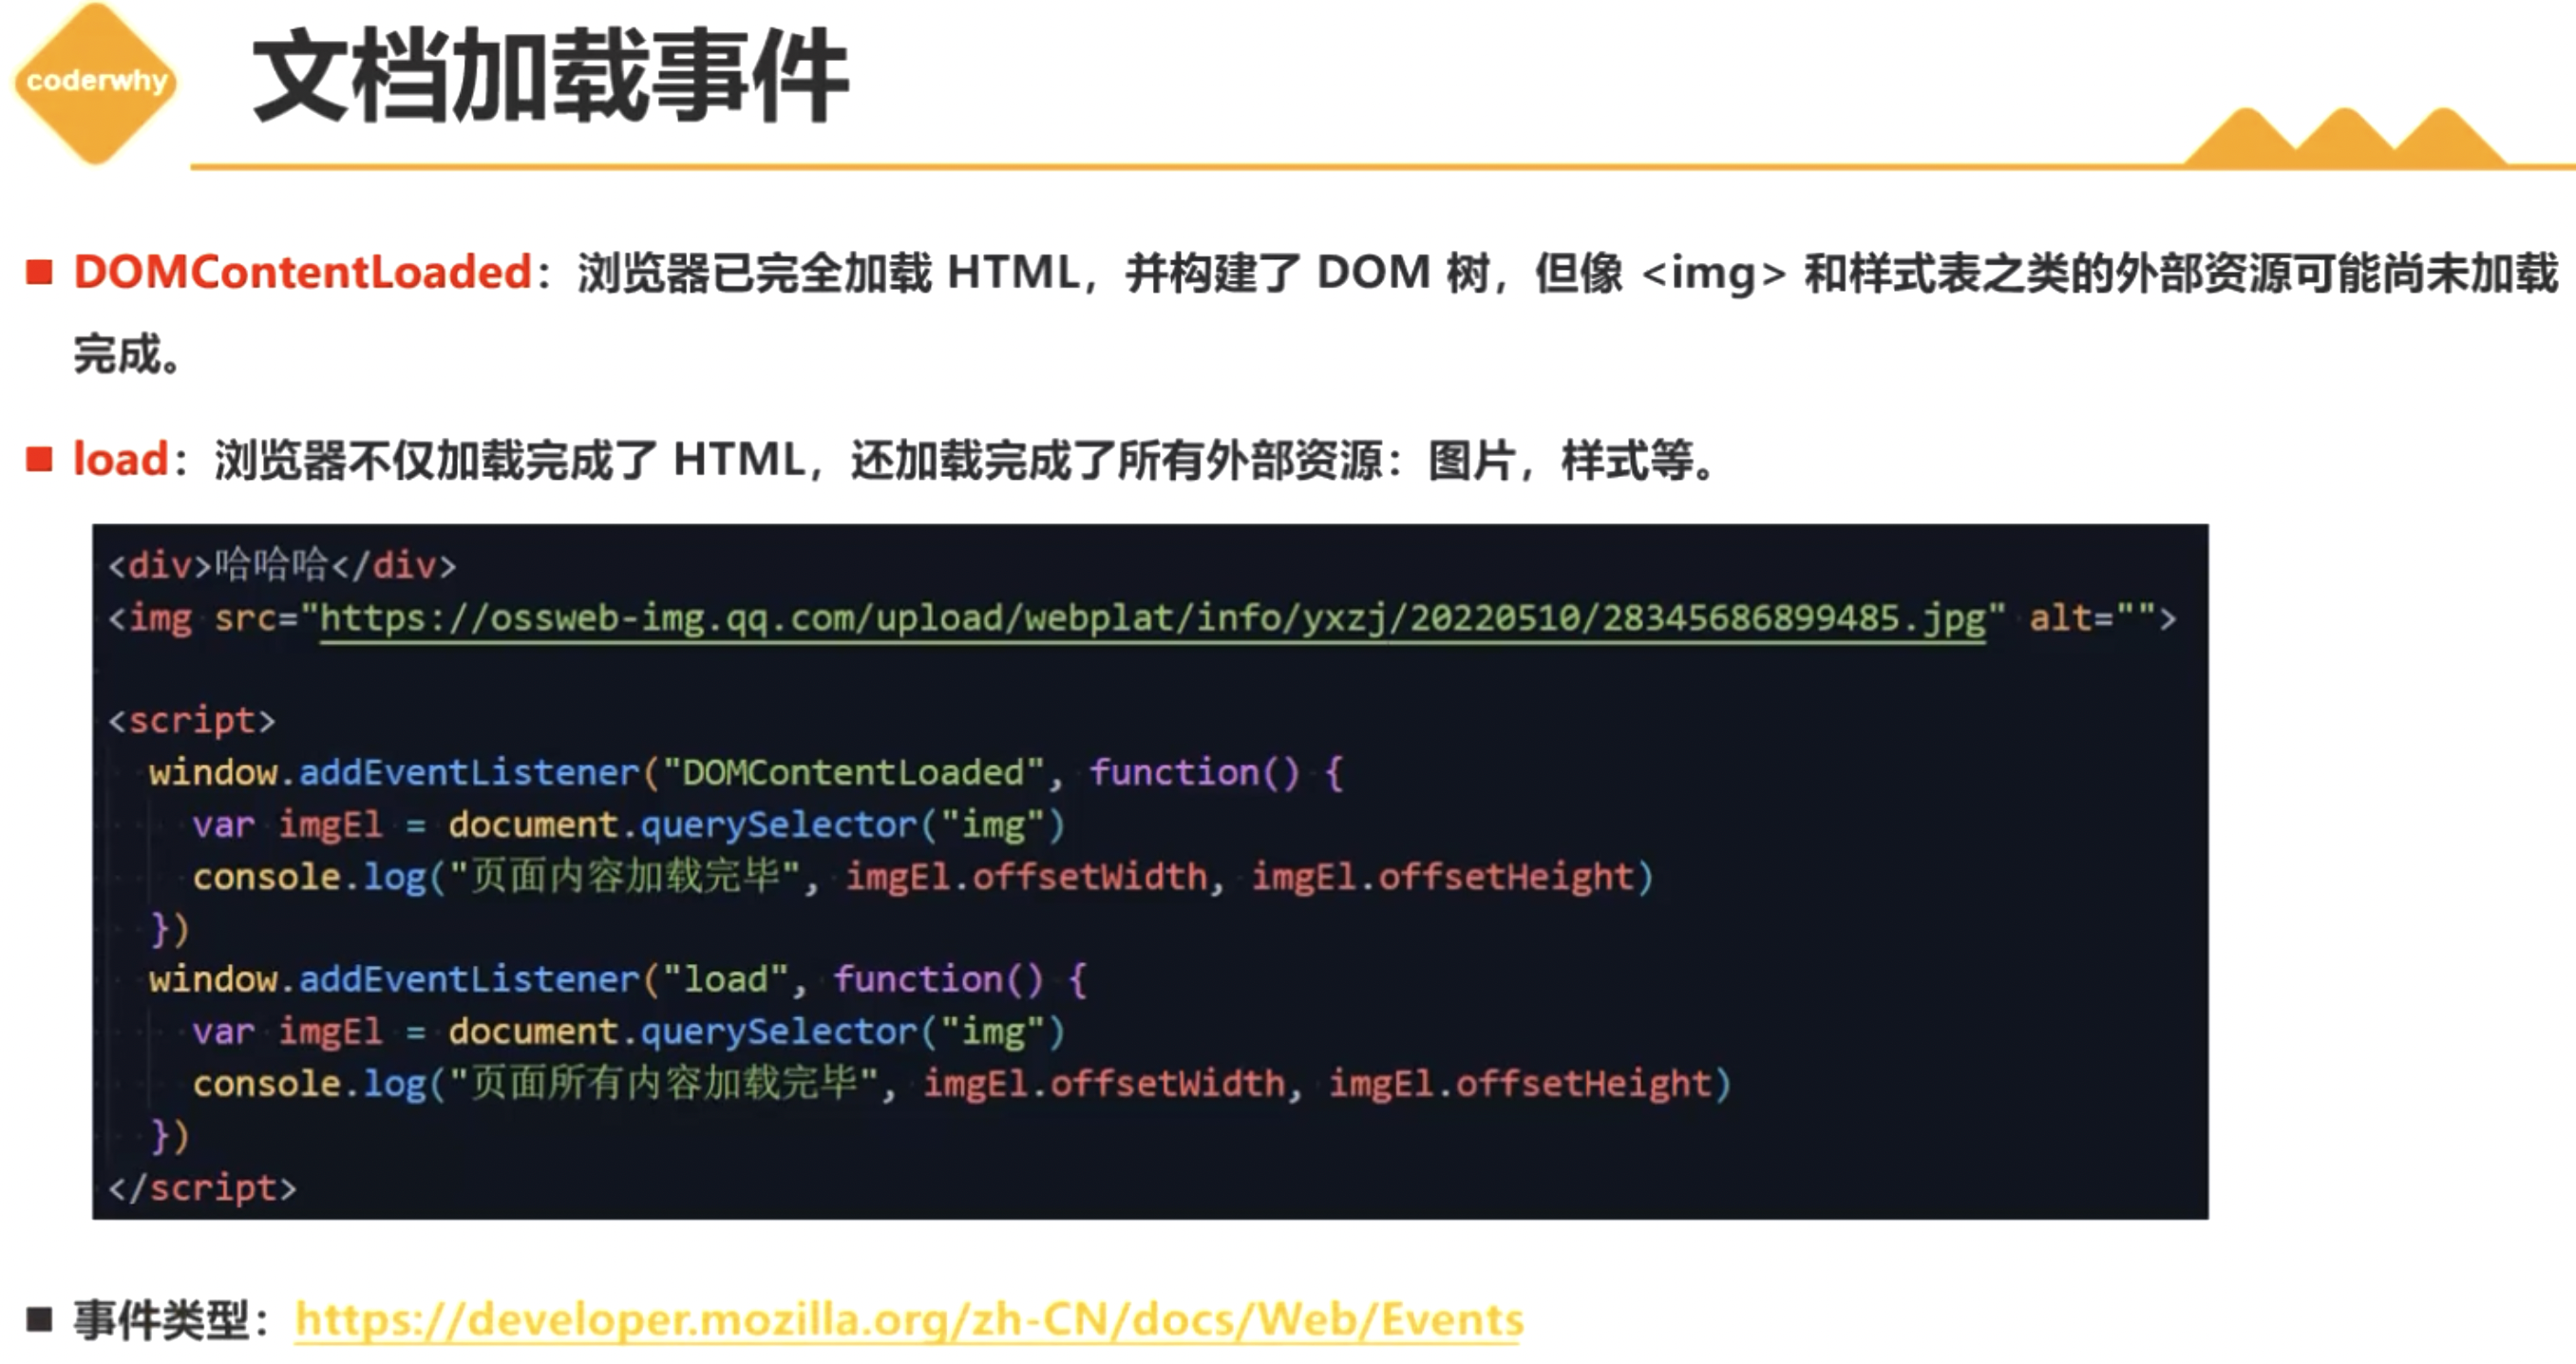 coderwhy
文档加载事件
DOMContentLoaded：浏览器已完全加载 HTML，并构建了 DOM 树，但像 <img> 和样式表之类的外部资源可能尚未加载
完成。
load：浏览器不仅加载完成了 HTML，还加载完成了所有外部资源：图片，样式等。
<div>哈哈哈</div>
<img src="https://ossweb-img.qq.com/upload/webplat/info/yxzj/20220510/28345686899485.jpg" alt="">
<script>
window.addEventListener("DOMContentLoaded", function() {
var imgEl = document.querySelector("img")
console.log("页面内容加载完毕", imgEl.offsetWidth, imgEl.offsetHeight)
})
window.addEventListener("load", function() {
var imgEl = document.querySelector("img")
console.log("页面所有内容加载完毕", imgEl.offsetWidth, imgEl.offsetHeight)
})
</script>
事件类型：https://developer.mozilla.org/zh-CN/docs/Web/Events